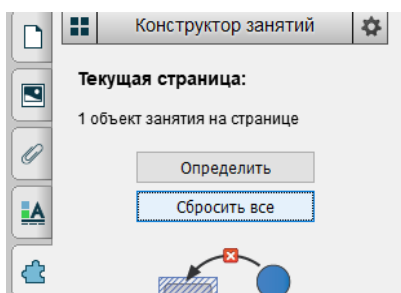 Конструктор занятий
Текущая страница:
1 объект занятия на странице
Определить
Сбросить все
A